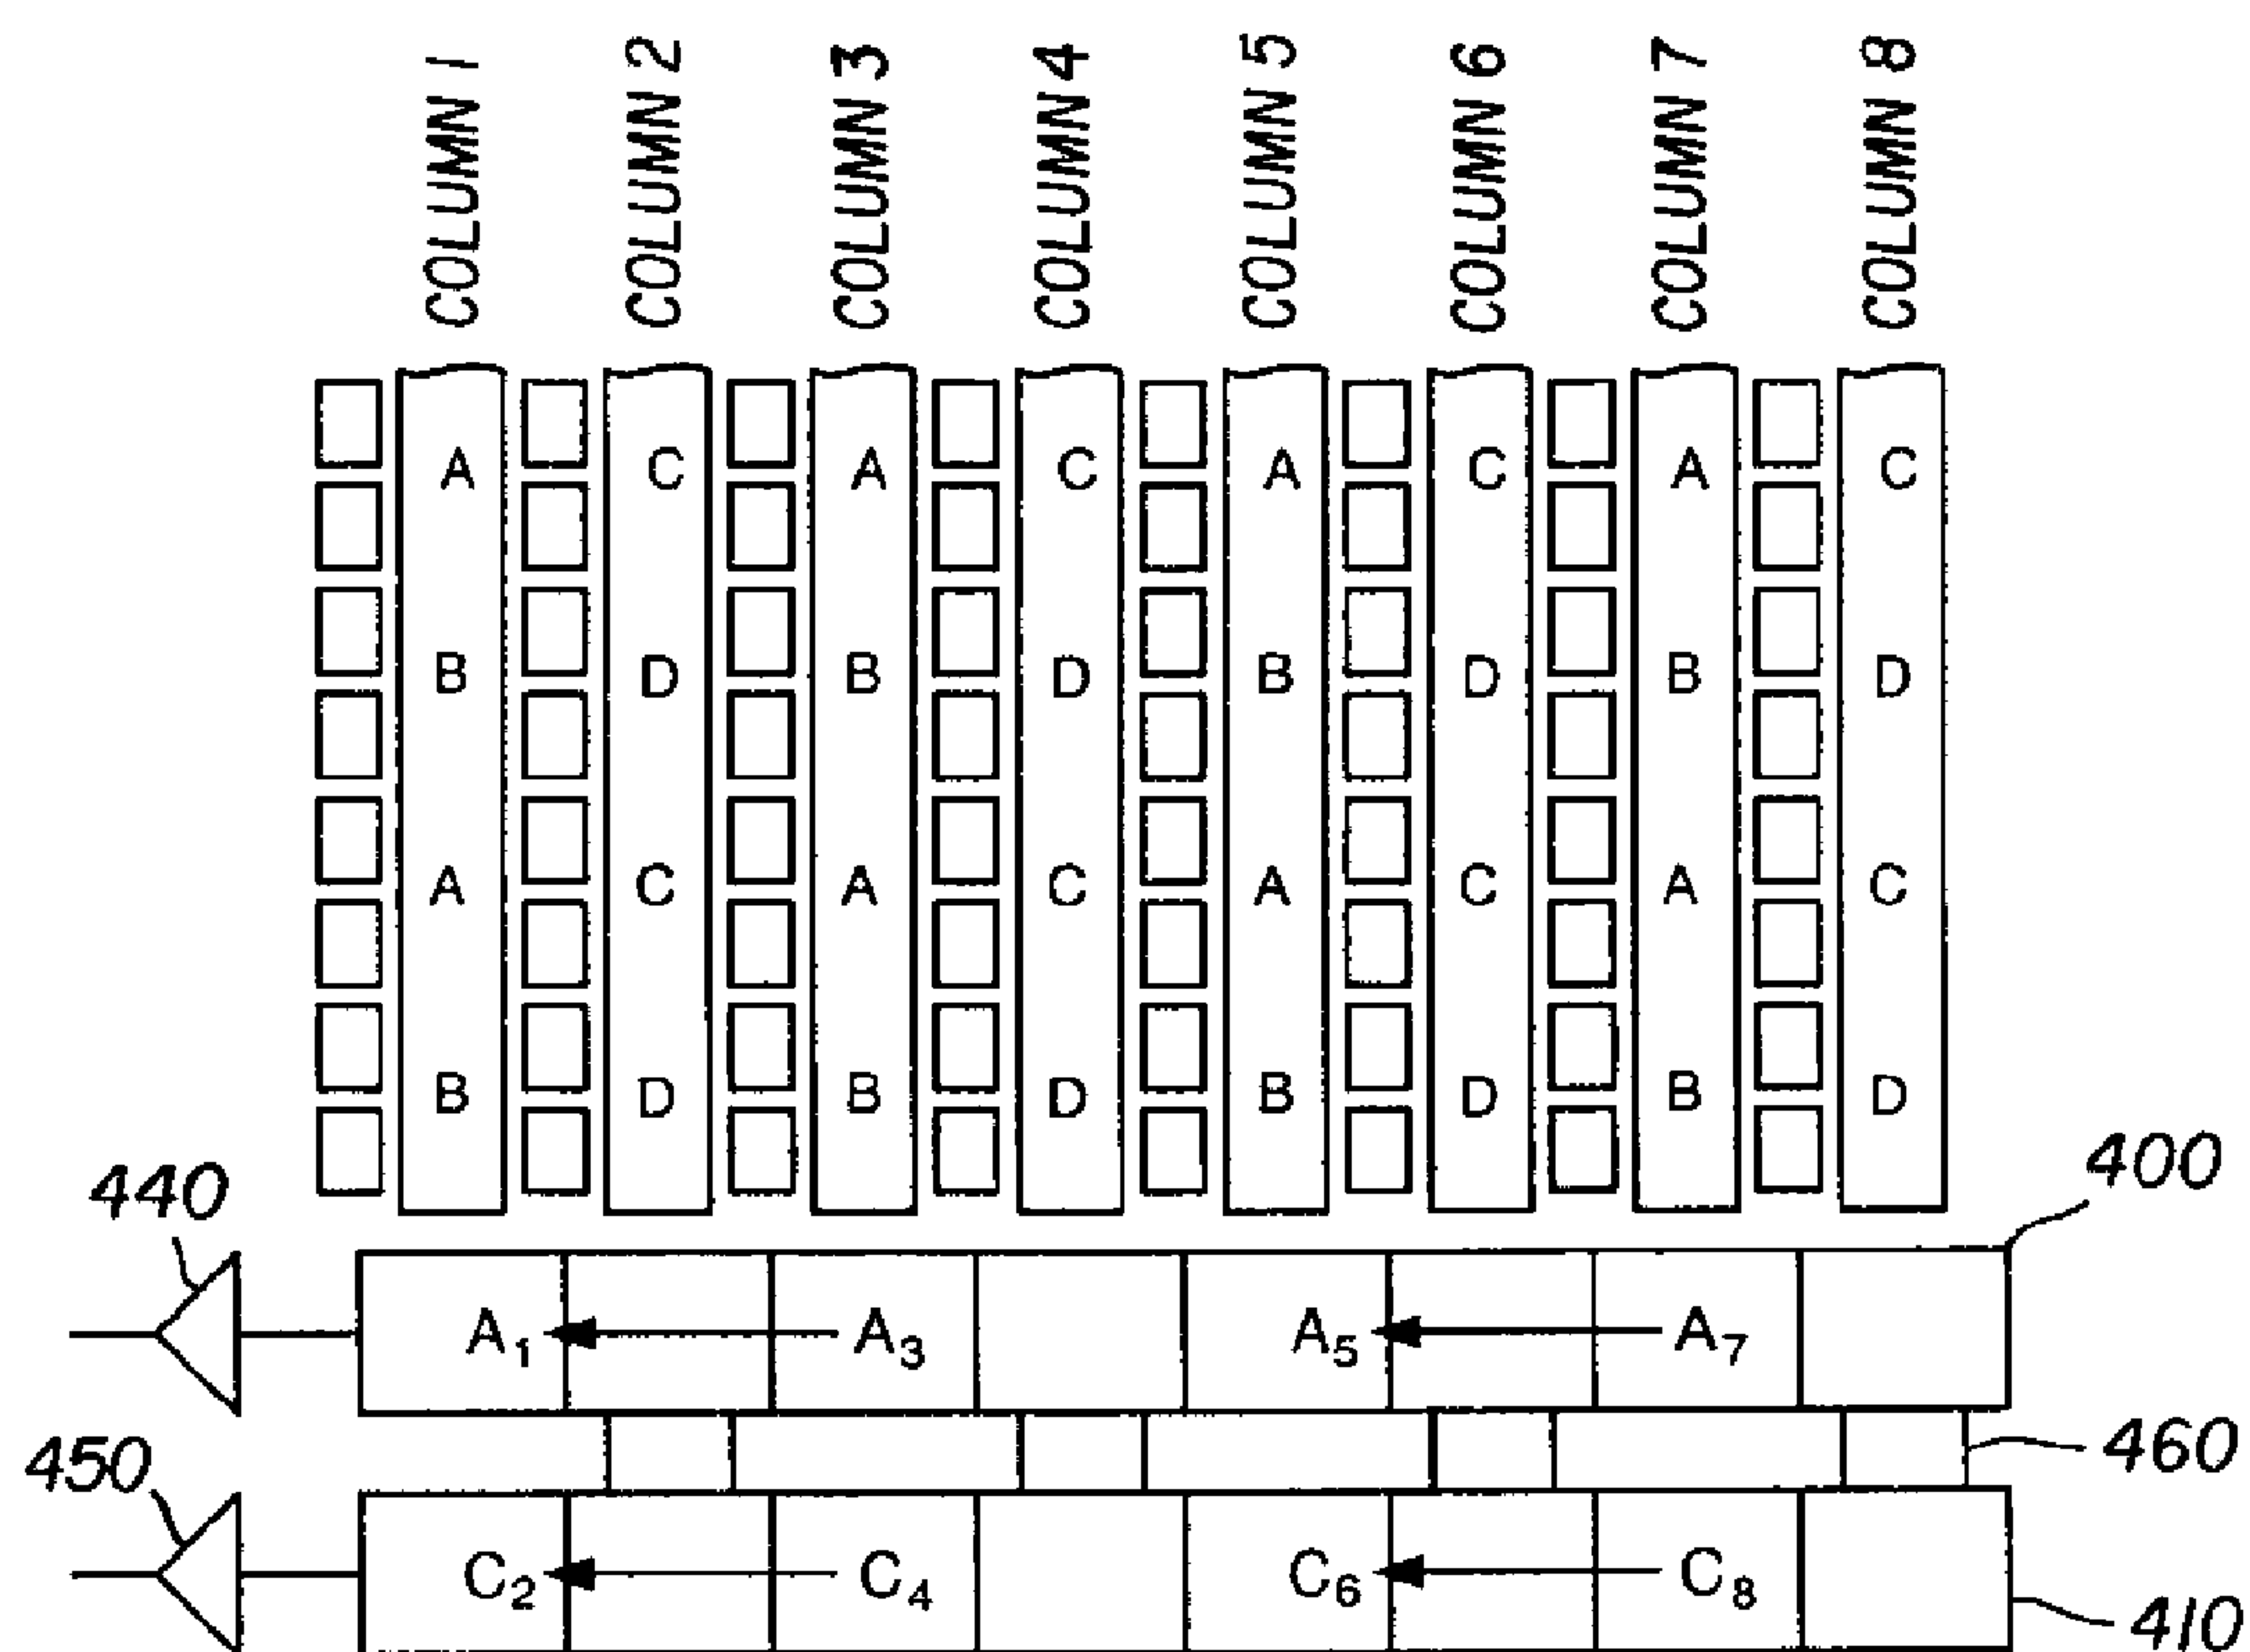 COLUMN 1
COLUMN 2
COLUMN 3
COLUMN 4
COLUMN 5
COLUMN 6
COLUMN 7
COLUMN 8
A C A C A C A C
B D B D B D B D
A C A C A C A C
B D B D B D B D
440
400
A₁ A₃ A₅ A₇
450
460
C₂ C₄ C₆ C₈
410